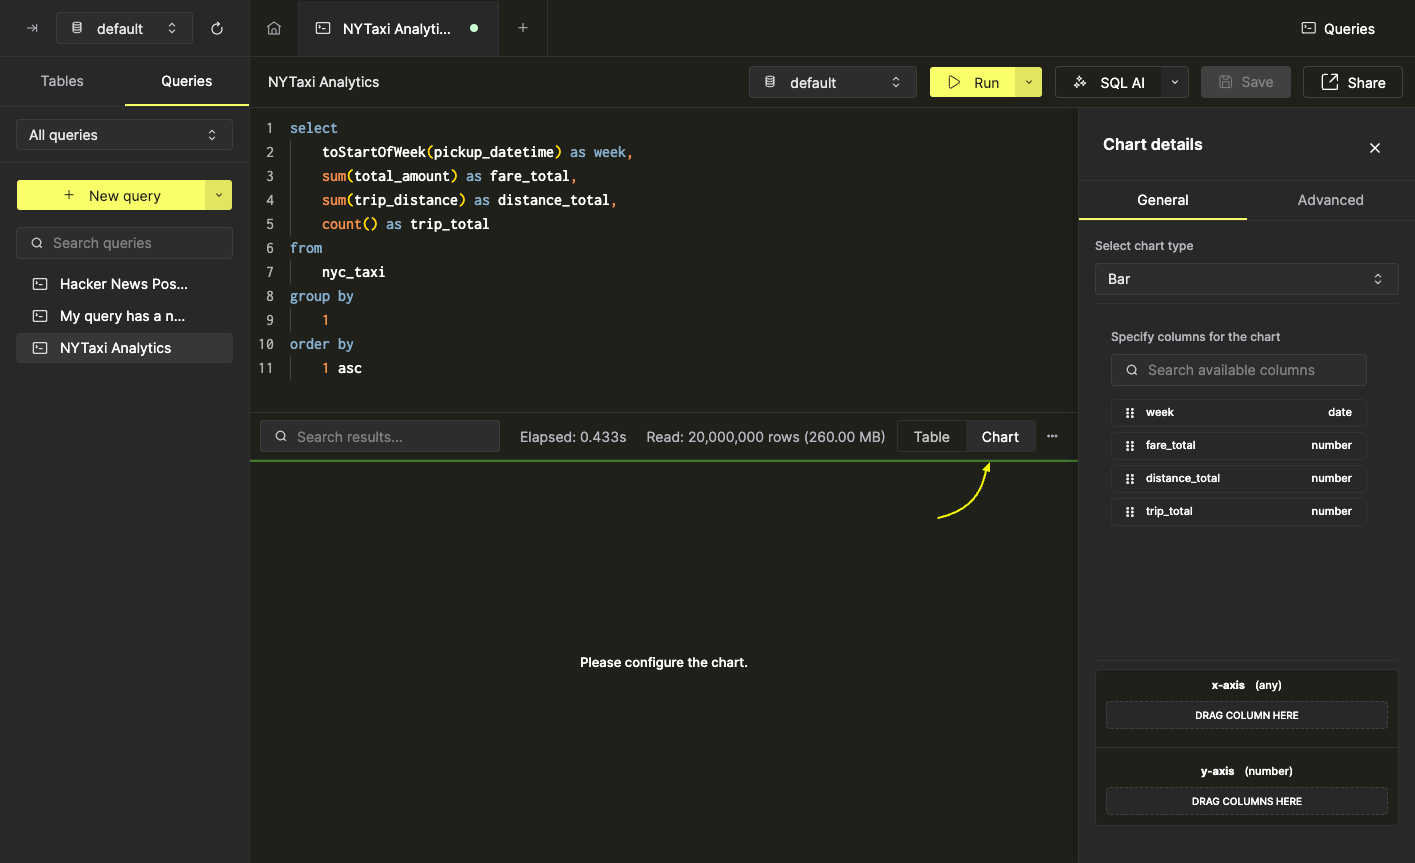 default
NYTaxi Analyti...
+
Queries
Tables
Queries
NYTaxi Analytics
default
Run
SQL AI
Save
Share
All queries
+ New query
Search queries
Hacker News Pos...
My query has a n...
NYTaxi Analytics
1 select
2 toStartOfWeek(pickup_datetime) as week,
3 sum(total_amount) as fare_total,
4 sum(trip_distance) as distance_total,
5 count() as trip_total
6 from
7 nyc_taxi
8 group by
9 1
10 order by
11 1 asc
Search results...
Elapsed: 0.433s
Read: 20,000,000 rows (260.00 MB)
Table
Chart
...
Please configure the chart.
Chart details
General
Advanced
Select chart type
Bar
Specify columns for the chart
Search available columns
week date
fare_total number
distance_total number
trip_total number
x-axis (any)
DRAG COLUMN HERE
y-axis (number)
DRAG COLUMNS HERE